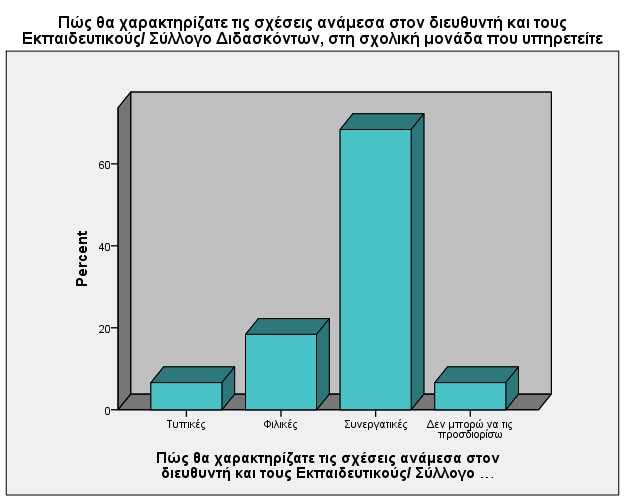 Πώς θα χαρακτηρίζατε τις σχέσεις ανάμεσα στον διευθυντή και τους
Εκπαιδευτικούς/ Σύλλογο Διδασκόντων, στη σχολική μονάδα που υπηρετείτε
60
40
20
0
Percent
Τυπικές
Φιλικές
Συνεργατικές
Δεν μπορώ να τις
προσδιορίσω
Πώς θα χαρακτηρίζατε τις σχέσεις ανάμεσα στον
διευθυντή και τους Εκπαιδευτικούς/ Σύλλογο …